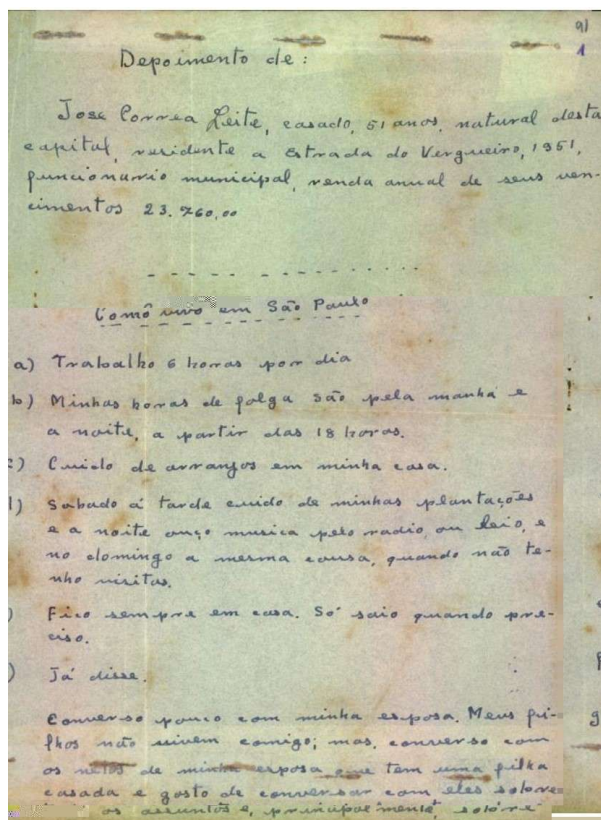 91
1
Depoimento de:
Jose Correa Leite, casado, 51 anos, natural desta
capital, residente a Estrada do Vergueiro, 1951,
funcionario municipal, renda anual de seus ven-
cimentos 23.760,00
Como vivo em São Paulo
a) Trabalho 6 horas por dia
b) Minhas horas de folga são pela manhã e
a noite, a partir das 18 horas.
c) Cuido de arranjos em minha casa.
d) Sabado á tarde cuido de minhas plantações
e a noite ouço musica pelo radio, ou leio, e
no domingo a mesma cousa, quando não te-
nho visitas.
) Fico sempre em casa. Só saio quando pre-
ciso.
) Já disse.
Converso pouco com minha esposa. Meus fi-
lhos não vivem comigo; mas, converso com
os netos de minha esposa que tem uma filha
casada e gosto de conversar com eles sobre
os assuntos e, principalmente, sobre